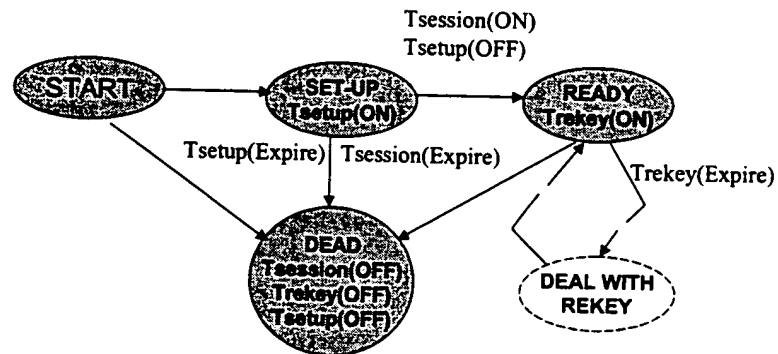 Tsession(ON)
Tsetup(OFF)
START
SET-UP
Tsetup(ON)
READY
Trekey(ON)
Tsetup(Expire)
Tsession(Expire)
Trekey(Expire)
DEAD
Tsession(OFF)
Trekey(OFF)
Tsetup(OFF)
DEAL WITH
REKEY